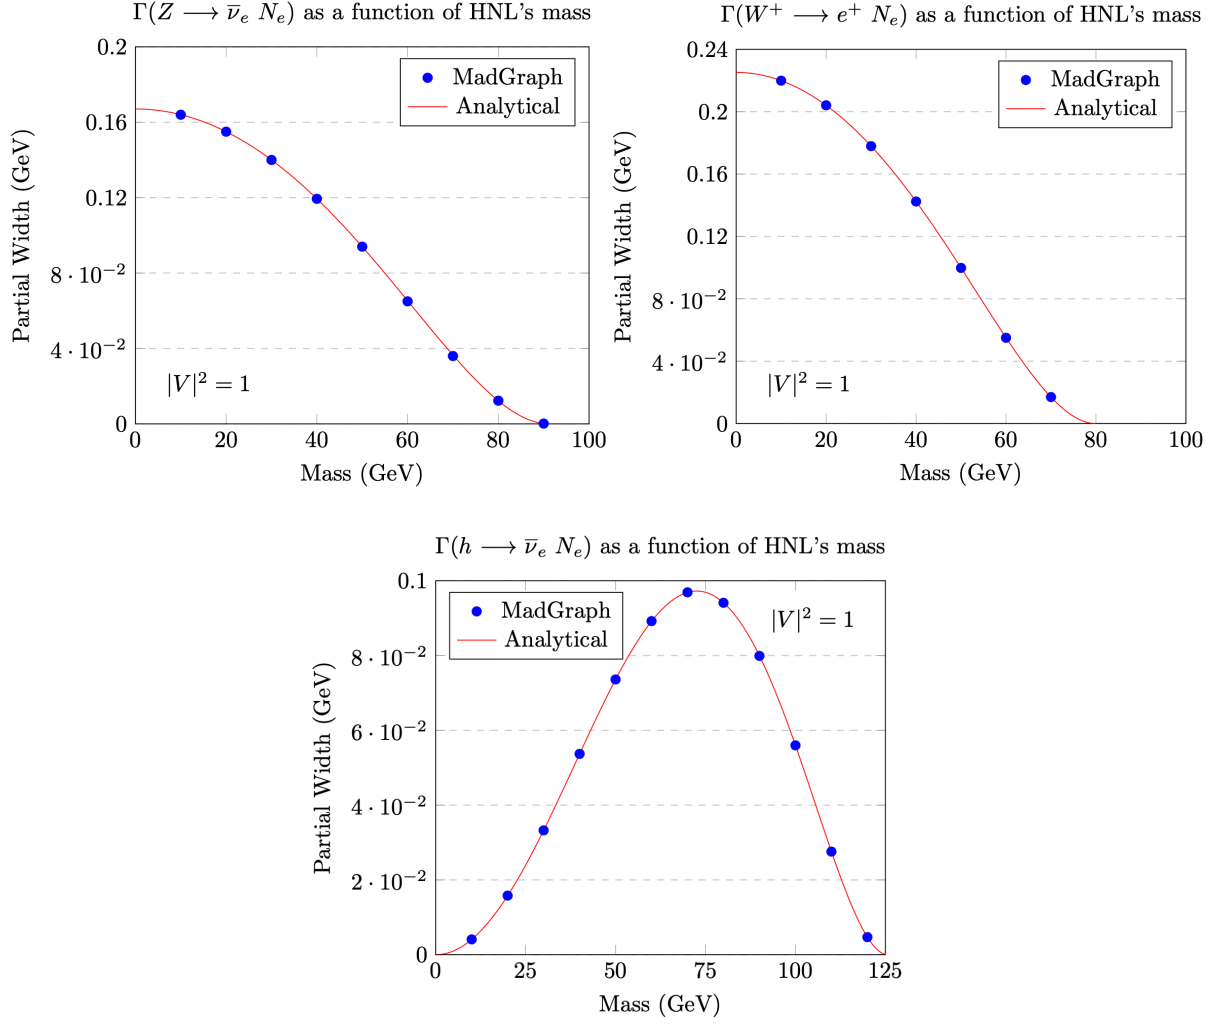 Γ(Z ⟶ ν̅ₑ Nₑ) as a function of HNL's mass
0.2
0.16
0.12
8 · 10⁻²
4 · 10⁻²
0
Partial Width (GeV)
MadGraph
Analytical
|V|² = 1
0 20 40 60 80 100
Mass (GeV)
Γ(W⁺ ⟶ e⁺ Nₑ) as a function of HNL's mass
0.24
0.2
0.16
0.12
8 · 10⁻²
4 · 10⁻²
0
Partial Width (GeV)
MadGraph
Analytical
|V|² = 1
0 20 40 60 80 100
Mass (GeV)
Γ(h ⟶ ν̅ₑ Nₑ) as a function of HNL's mass
0.1
8 · 10⁻²
6 · 10⁻²
4 · 10⁻²
2 · 10⁻²
0
Partial Width (GeV)
MadGraph
Analytical
|V|² = 1
0 25 50 75 100 125
Mass (GeV)